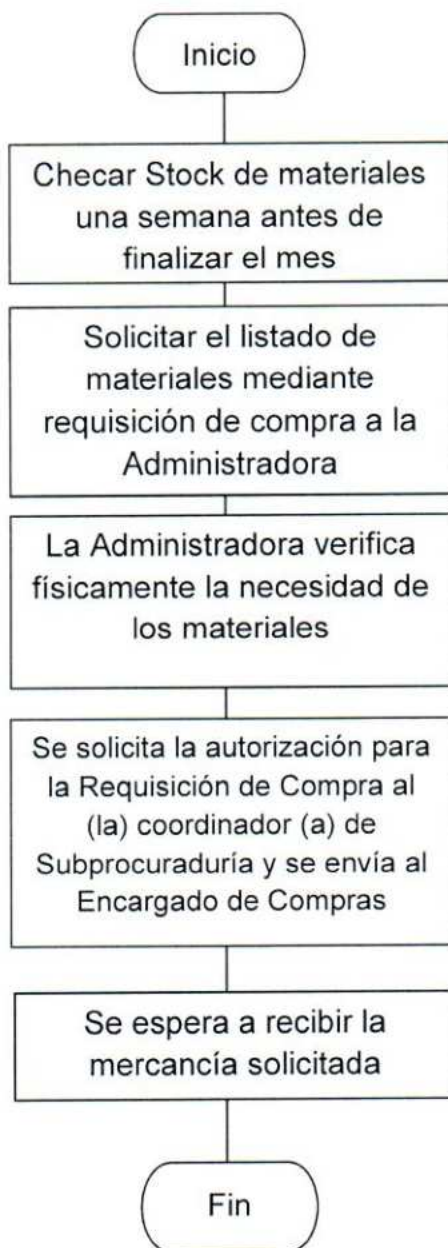 Inicio
Checar Stock de materiales
una semana antes de
finalizar el mes
Solicitar el listado de
materiales mediante
requisición de compra a la
Administradora
La Administradora verifica
físicamente la necesidad de
los materiales
Se solicita la autorización para
la Requisición de Compra al
(la) coordinador (a) de
Subprocuraduría y se envía al
Encargado de Compras
Se espera a recibir la
mercancía solicitada
Fin